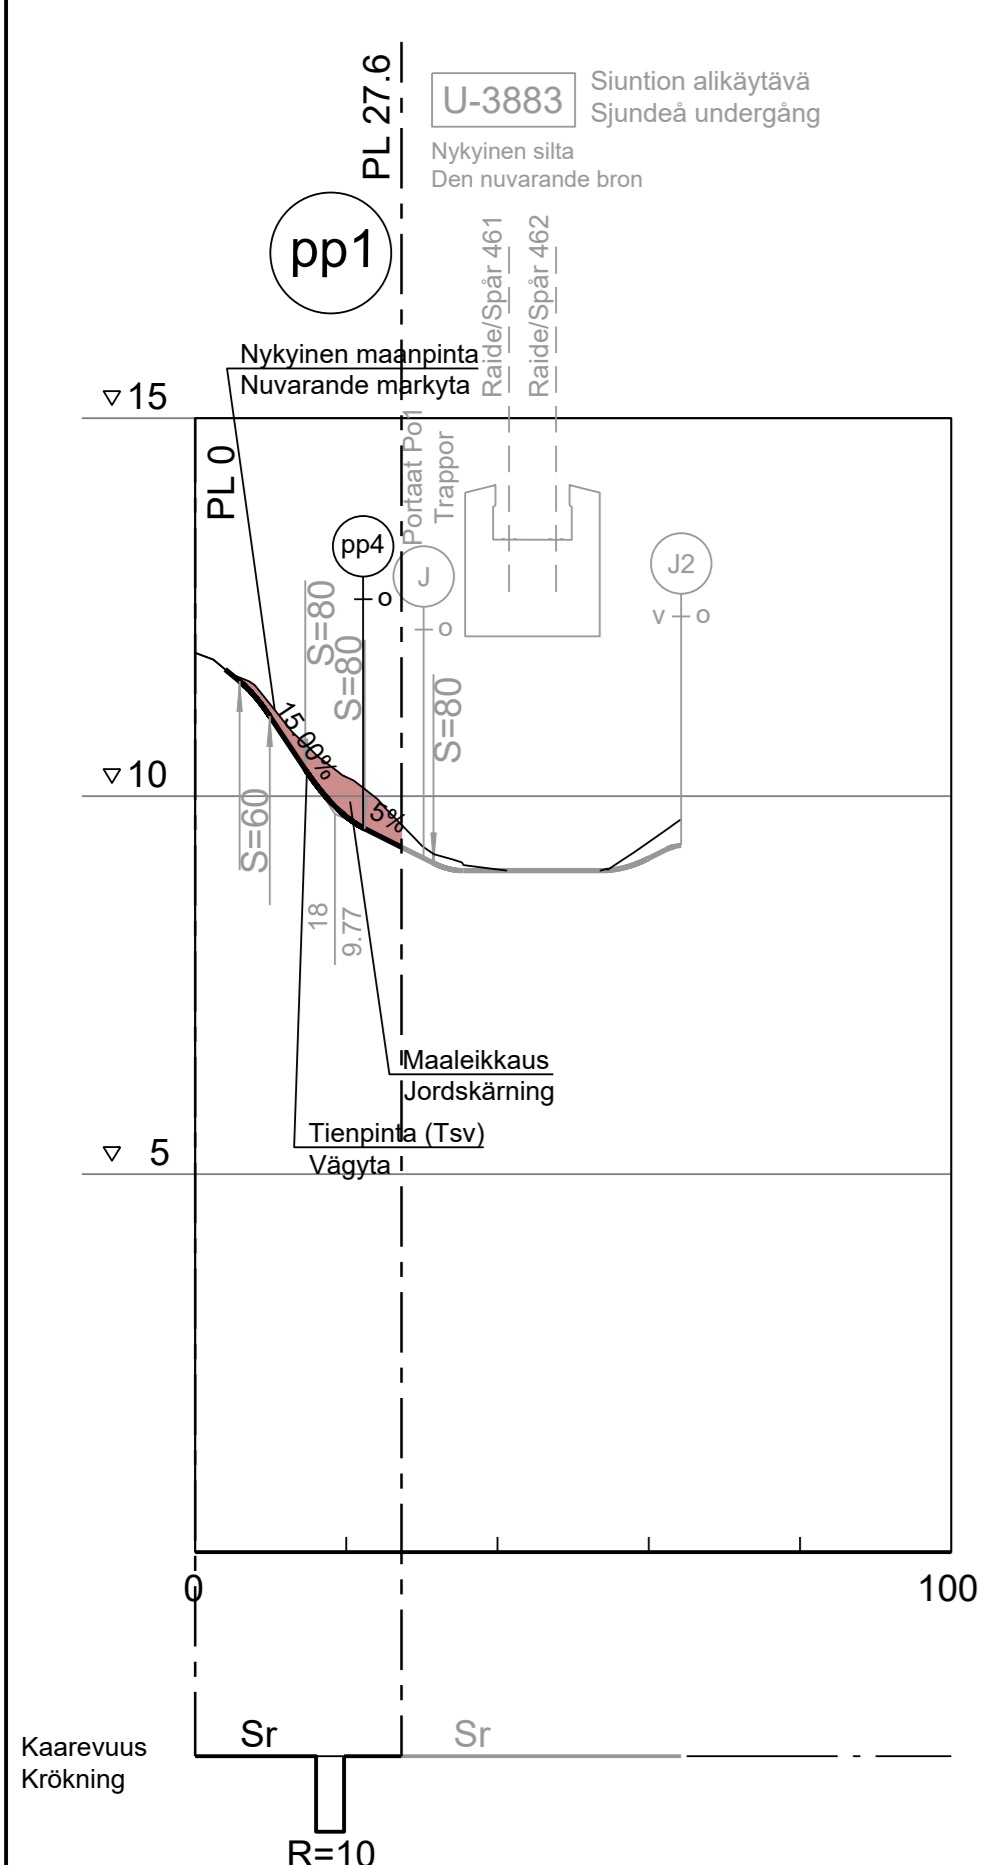 PL 27.6
U-3883
Siuntion alikäytävä
Sjundeå undergång
Nykyinen silta
Den nuvarande bron
pp1
Raide/Spår 461
Raide/Spår 462
Nykyinen maanpinta
Nuvarande markyta
15
PL 0
Portaat Po1
Trappor
pp4
o
J
o
J2
v o
S=80
S=80
S=80
15.00%
10
5%
S=60
18
9.77
Maaleikkaus
Jordskärning
Tienpinta (Tsv)
Vägyta
5
0
100
Sr
Sr
Kaarevuus
Krökning
R=10